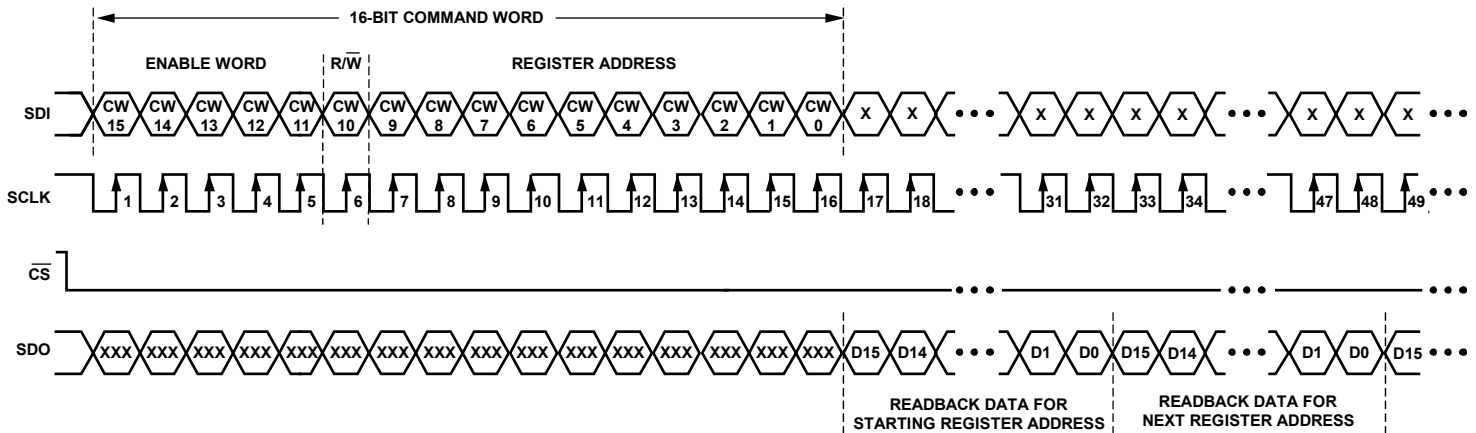 16-BIT COMMAND WORD
ENABLE WORD R/W̅ REGISTER ADDRESS
SDI CW 15 CW 14 CW 13 CW 12 CW 11 CW 10 CW 9 CW 8 CW 7 CW 6 CW 5 CW 4 CW 3 CW 2 CW 1 CW 0 X X ••• X X X X ••• X X X •••
SCLK 1 2 3 4 5 6 7 8 9 10 11 12 13 14 15 16 17 18 ••• 31 32 33 34 ••• 47 48 49 •••
C̅S̅ ••• ••• •••
SDO XXX XXX XXX XXX XXX XXX XXX XXX XXX XXX XXX XXX XXX XXX XXX XXX D15 D14 ••• D1 D0 D15 D14 ••• D1 D0 D15 •••
READBACK DATA FOR
STARTING REGISTER ADDRESS
READBACK DATA FOR
NEXT REGISTER ADDRESS